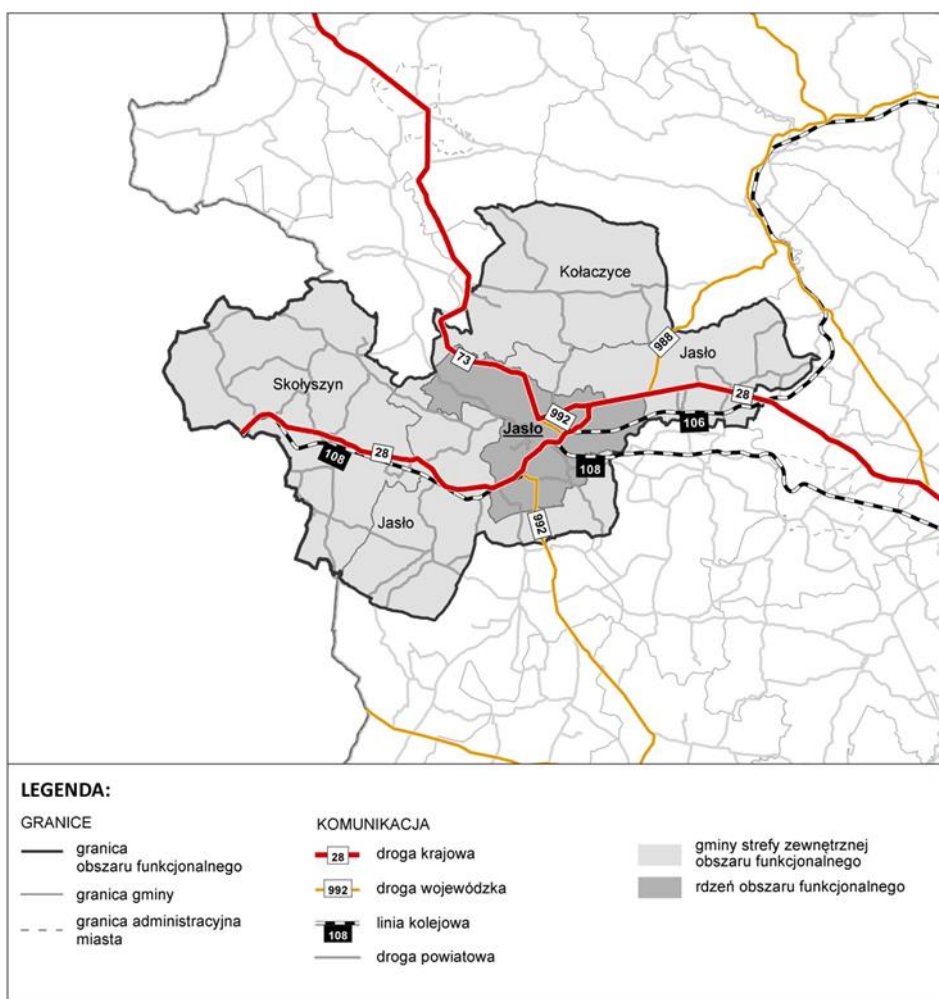 Kołaczyce
988
Jasło
73
Skołyszyn
28
992
Jasło
106
28
108
108
Jasło
992
LEGENDA:
GRANICE
granica
obszaru funkcjonalnego
granica gminy
granica administracyjna
miasta
KOMUNIKACJA
28 droga krajowa
992 droga wojewódzka
linia kolejowa
108
droga powiatowa
gminy strefy zewnętrznej
obszaru funkcjonalnego
rdzeń obszaru funkcjonalnego